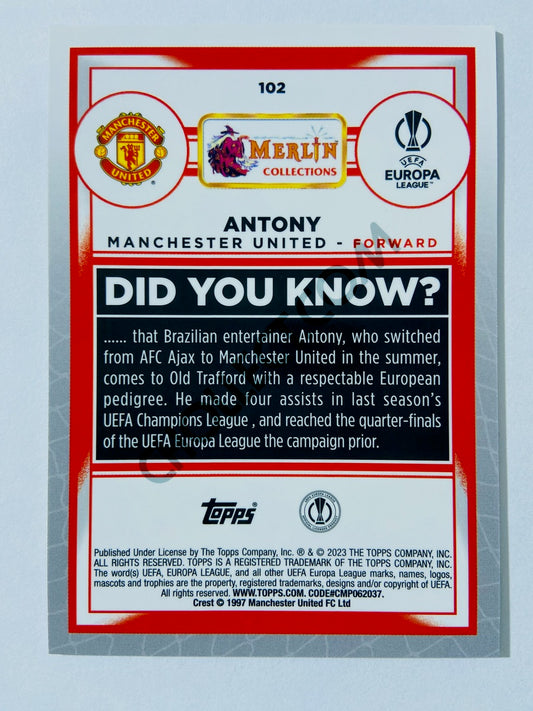 102
MANCHESTER
UNITED
MERLIN
COLLECTIONS
UEFA
EUROPA
LEAGUE™
ANTONY
MANCHESTER UNITED - FORWARD
DID YOU KNOW?
...... that Brazilian entertainer Antony, who switched
from AFC Ajax to Manchester United in the summer,
comes to Old Trafford with a respectable European
pedigree. He made four assists in last season's
UEFA Champions League , and reached the quarter-finals
of the UEFA Europa League the campaign prior.
topps®
Published Under License by The Topps Company, Inc. ® & © 2023 THE TOPPS COMPANY, INC.
ALL RIGHTS RESERVED. TOPPS IS A REGISTERED TRADEMARK OF THE TOPPS COMPANY, INC.
The word(s) UEFA, EUROPA LEAGUE, and all other UEFA Europa League marks, names, logos,
mascots and trophies are the property, registered trademarks, designs and/or copyright of UEFA.
All rights reserved. WWW.TOPPS.COM. CODE#CMP062037.
Crest © 1997 Manchester United FC Ltd